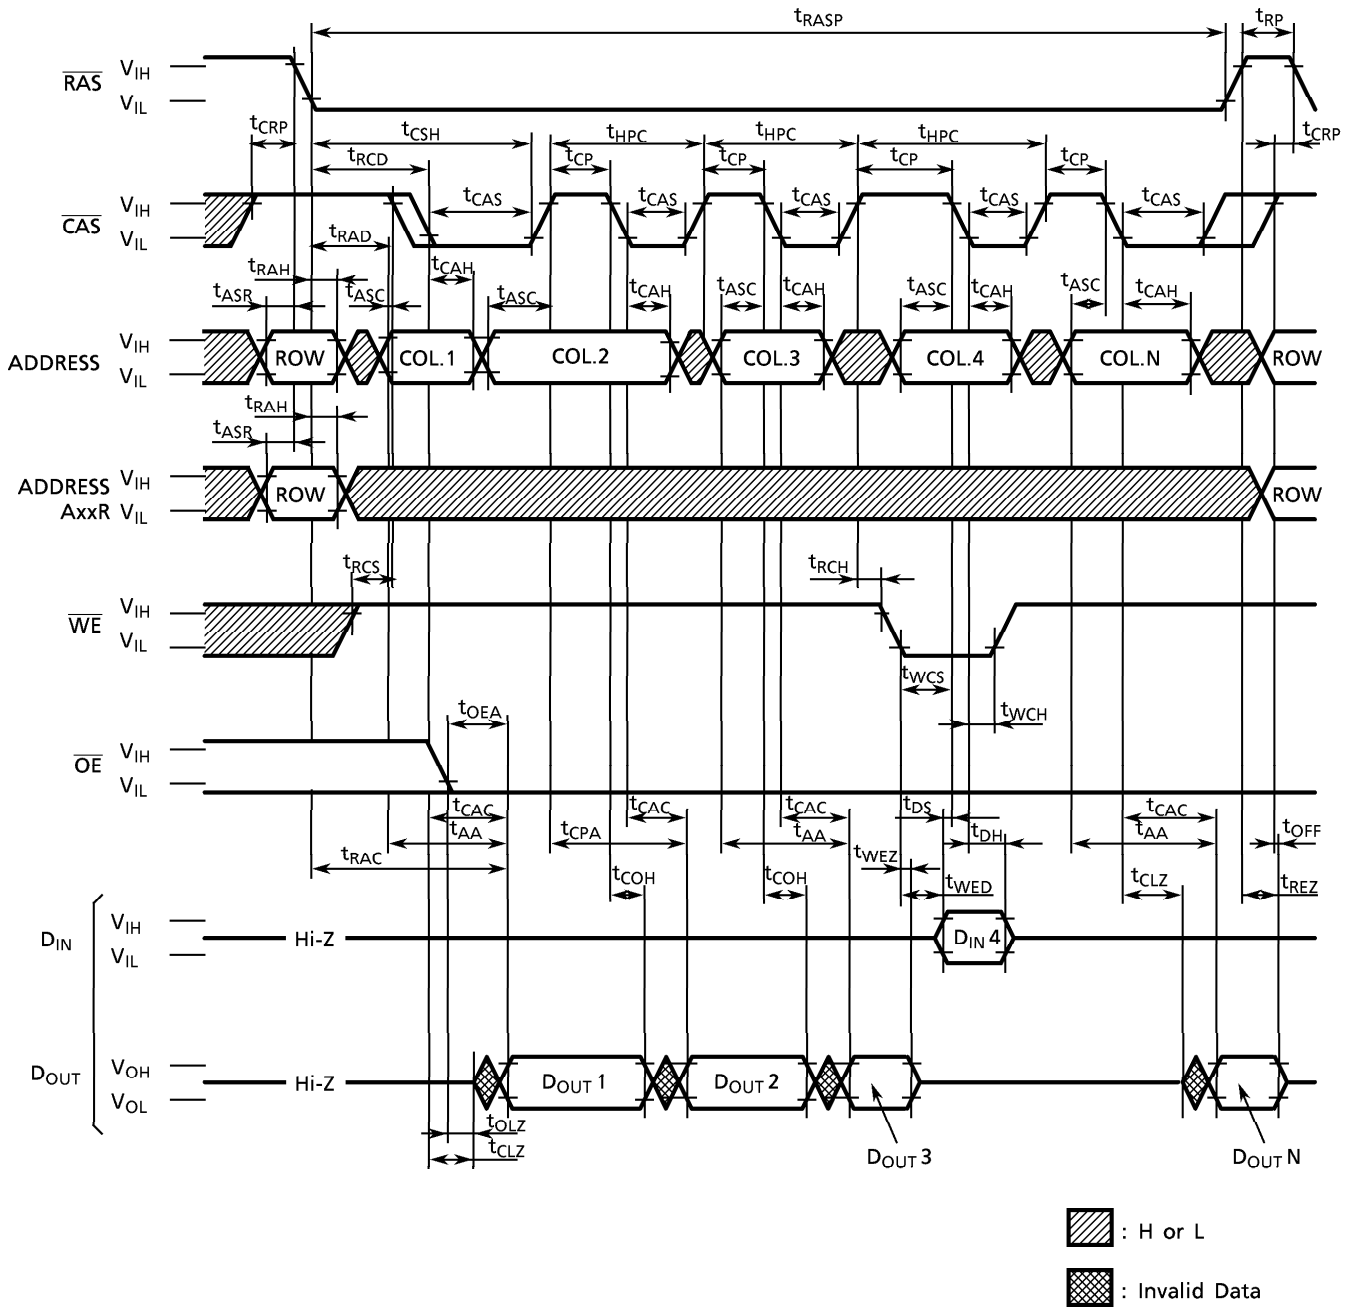 tRASP tRP
RAS VIH
VIL
tCRP tCSH tHPC tHPC tHPC tCRP
tRCD tCP tCP tCP tCP
CAS VIH
VIL
tCAS tCAS tCAS tCAS tCAS
tRAD
tRAH tCAH
tASR tASC tASC tCAH tASC tCAH tASC tCAH tASC tCAH
ADDRESS VIH
VIL
ROW COL.1 COL.2 COL.3 COL.4 COL.N ROW
tRAH
tASR
ADDRESS VIH
AxxR VIL
ROW ROW
tRCS tRCH
WE VIH
VIL
tWCS
tWCH
tOEA
OE VIH
VIL
tCAC tCAC tCAC tDS tCAC
tAA tCPA tAA tDH tAA tOFF
tRAC tWEZ
tCOH tCOH tWED tCLZ tREZ
DIN VIH
VIL
Hi-Z DIN 4
DOUT VOH
VOL
Hi-Z DOUT 1 DOUT 2
tOLZ
tCLZ
DOUT 3 DOUT N
: H or L
: Invalid Data